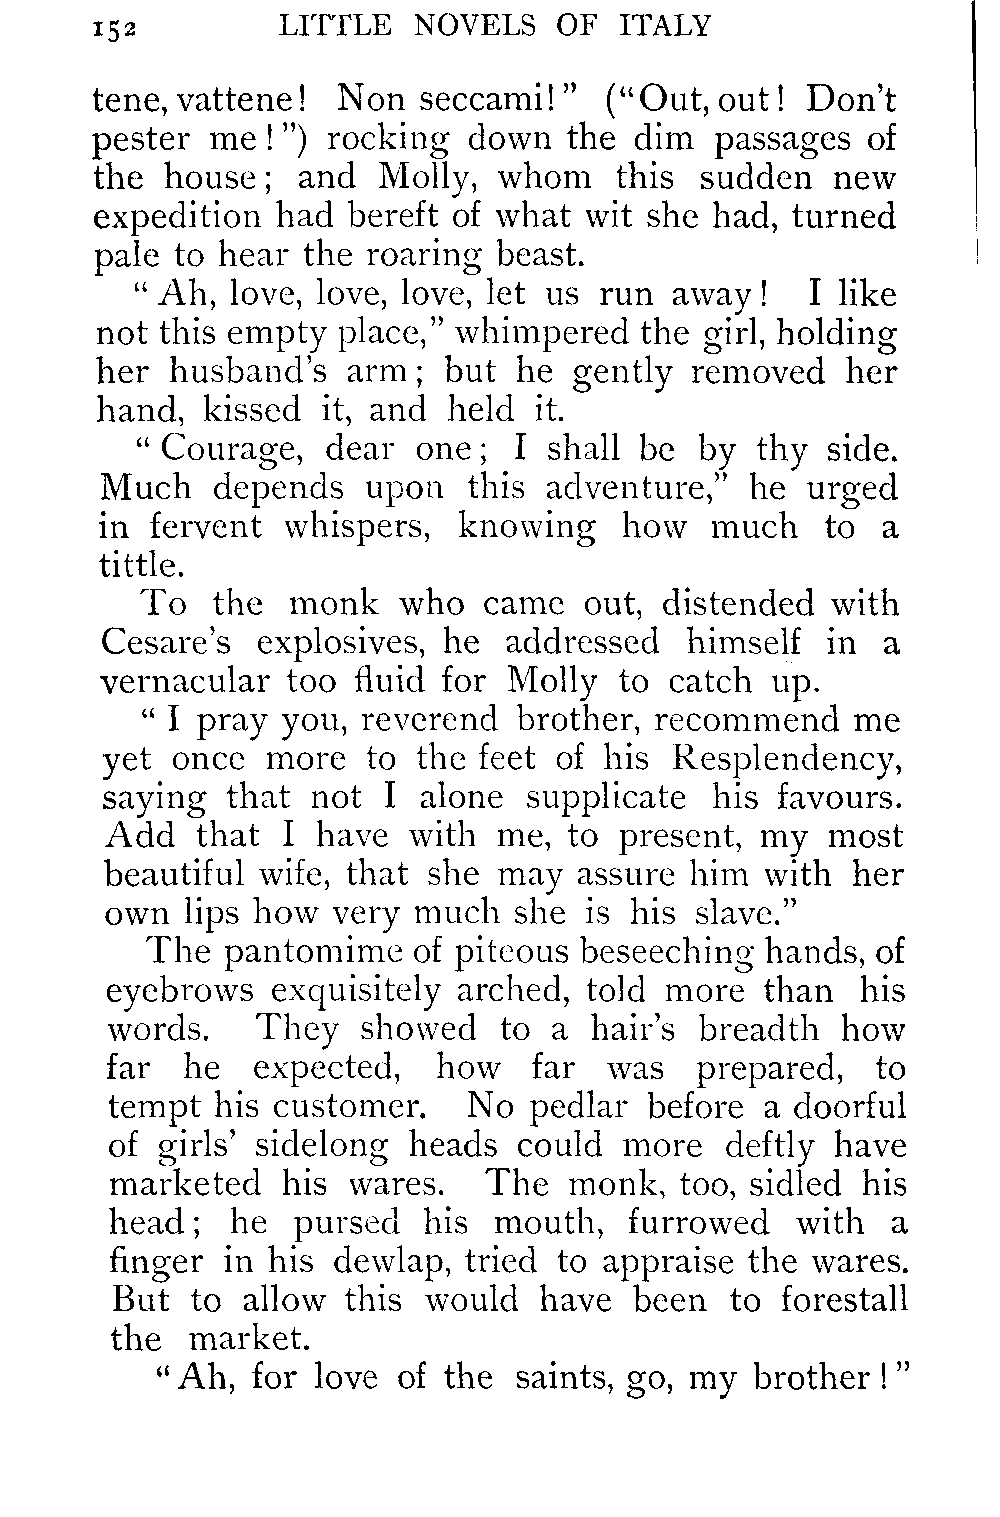 152 LITTLE NOVELS OF ITALY
tene, vattene! Non seccami!” (“Out, out! Don't
pester me!”) rocking down the dim passages of
the house; and Molly, whom this sudden new
expedition had bereft of what wit she had, turned
pale to hear the roaring beast.
“Ah, love, love, love, let us run away! I like
not this empty place,” whimpered the girl, holding
her husband's arm; but he gently removed her
hand, kissed it, and held it.
“Courage, dear one; I shall be by thy side.
Much depends upon this adventure,” he urged
in fervent whispers, knowing how much to a
tittle.
To the monk who came out, distended with
Cesare's explosives, he addressed himself in a
vernacular too fluid for Molly to catch up.
“I pray you, reverend brother, recommend me
yet once more to the feet of his Resplendency,
saying that not I alone supplicate his favours.
Add that I have with me, to present, my most
beautiful wife, that she may assure him with her
own lips how very much she is his slave.”
The pantomime of piteous beseeching hands, of
eyebrows exquisitely arched, told more than his
words. They showed to a hair's breadth how
far he expected, how far was prepared, to
tempt his customer. No pedlar before a doorful
of girls' sidelong heads could more deftly have
marketed his wares. The monk, too, sidled his
head; he pursed his mouth, furrowed with a
finger in his dewlap, tried to appraise the wares.
But to allow this would have been to forestall
the market.
“Ah, for love of the saints, go, my brother!”